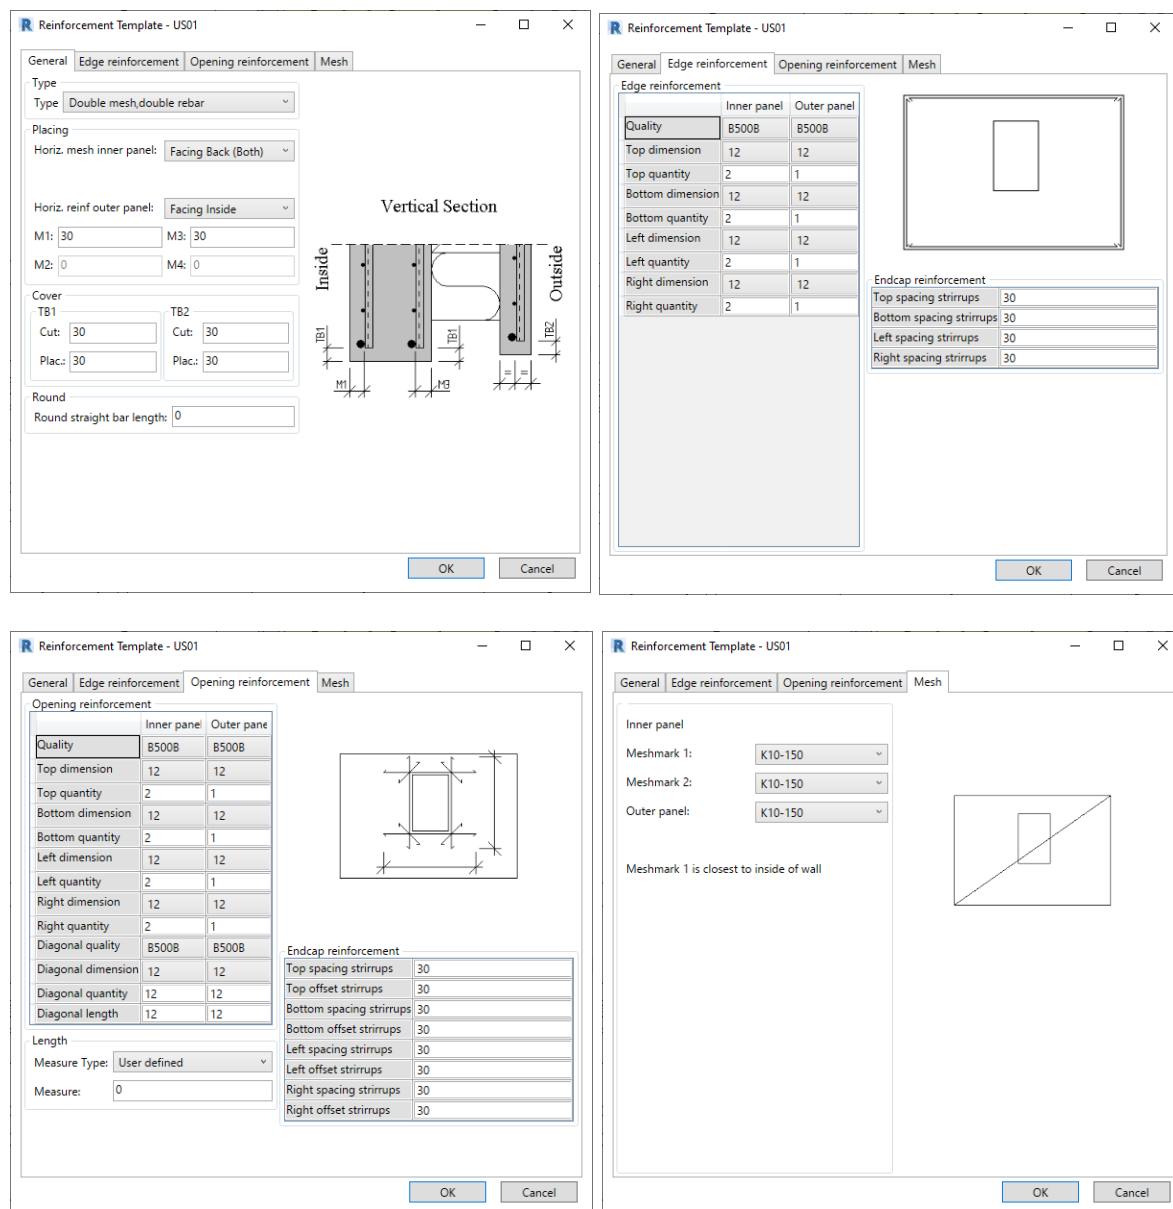 Reinforcement Template - US01
General Edge reinforcement Opening reinforcement Mesh
Type
Type Double mesh,double rebar
Placing
Horiz. mesh inner panel: Facing Back (Both)
Horiz. reinf outer panel: Facing Inside
M1: 30 M3: 30
M2: 0 M4: 0
Cover
TB1 TB2
Cut: 30 Cut: 30
Plac.: 30 Plac.: 30
Round
Round straight bar length: 0
Vertical Section
Inside
Outside
TB1 TB1 TB2
M1 = = M3
OK Cancel
Reinforcement Template - US01
General Edge reinforcement Opening reinforcement Mesh
Edge reinforcement
Inner panel Outer panel
Quality B500B B500B
Top dimension 12 12
Top quantity 2 1
Bottom dimension 12 12
Bottom quantity 2 1
Left dimension 12 12
Left quantity 2 1
Right dimension 12 12
Right quantity 2 1
Endcap reinforcement
Top spacing strirrups 30
Bottom spacing strirrups 30
Left spacing strirrups 30
Right spacing strirrups 30
OK Cancel
Reinforcement Template - US01
General Edge reinforcement Opening reinforcement Mesh
Opening reinforcement
Inner panel Outer pane
Quality B500B B500B
Top dimension 12 12
Top quantity 2 1
Bottom dimension 12 12
Bottom quantity 2 1
Left dimension 12 12
Left quantity 2 1
Right dimension 12 12
Right quantity 2 1
Diagonal quality B500B B500B
Diagonal dimension 12 12
Diagonal quantity 12 12
Diagonal length 12 12
Length
Measure Type: User defined
Measure: 0
Endcap reinforcement
Top spacing strirrups 30
Top offset strirrups 30
Bottom spacing strirrups 30
Bottom offset strirrups 30
Left spacing strirrups 30
Left offset strirrups 30
Right spacing strirrups 30
Right offset strirrups 30
OK Cancel
Reinforcement Template - US01
General Edge reinforcement Opening reinforcement Mesh
Inner panel
Meshmark 1: K10-150
Meshmark 2: K10-150
Outer panel: K10-150
Meshmark 1 is closest to inside of wall
OK Cancel